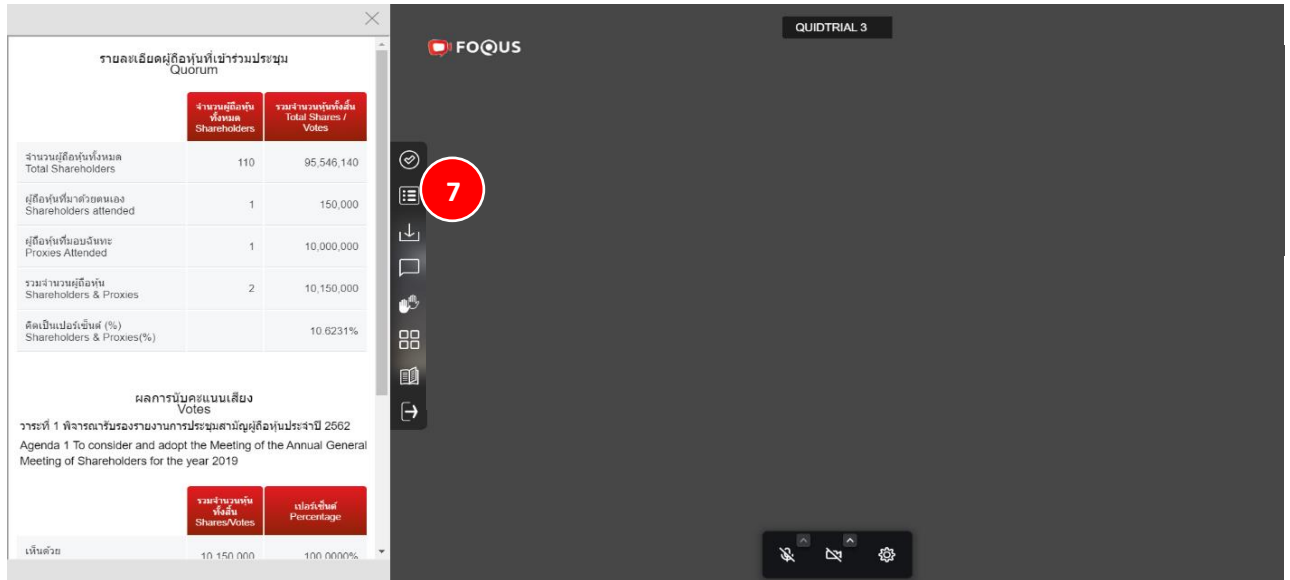 QUIDTRIAL 3
FOQUS
รายละเอียดผู้ถือหุ้นที่เข้าร่วมประชุม
Quorum
จำนวนผู้ถือหุ้น
ทั้งหมด
Shareholders
รวมจำนวนหุ้นทั้งสิ้น
Total Shares /
Votes
จำนวนผู้ถือหุ้นทั้งหมด
Total Shareholders
110
95,546,140
ผู้ถือหุ้นที่มาด้วยตนเอง
Shareholders attended
1
150,000
ผู้ถือหุ้นที่มอบฉันทะ
Proxies Attended
1
10,000,000
รวมจำนวนผู้ถือหุ้น
Shareholders & Proxies
2
10,150,000
คิดเป็นเปอร์เซ็นต์ (%)
Shareholders & Proxies(%)
10.6231%
ผลการนับคะแนนเสียง
Votes
วาระที่ 1 พิจารณารับรองรายงานการประชุมสามัญผู้ถือหุ้นประจำปี 2562
Agenda 1 To consider and adopt the Meeting of the Annual General
Meeting of Shareholders for the year 2019
รวมจำนวนหุ้น
ทั้งสิ้น
Shares/Votes
เปอร์เซ็นต์
Percentage
เห็นด้วย
10,150,000
100.0000%
7